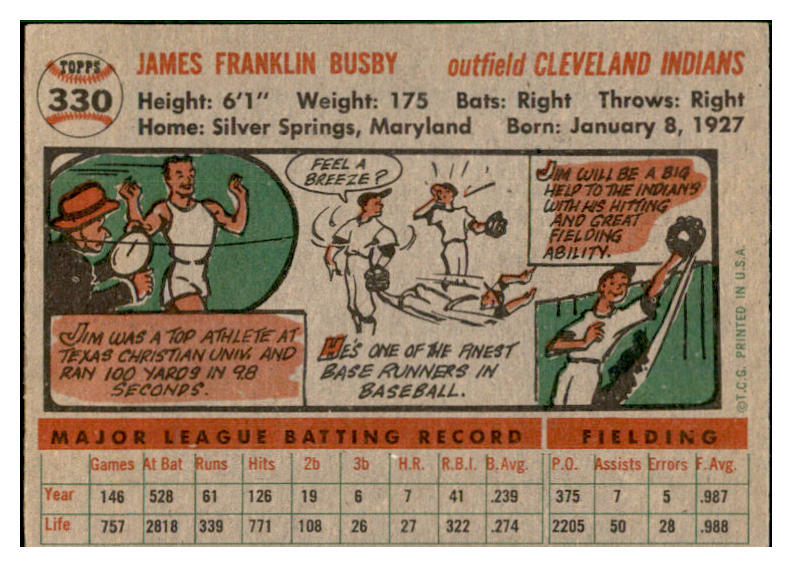 TOPPS
330
JAMES FRANKLIN BUSBY outfield CLEVELAND INDIANS
Height: 6'1" Weight: 175 Bats: Right Throws: Right
Home: Silver Springs, Maryland Born: January 8, 1927
JIM WAS A TOP ATHLETE AT
TEXAS CHRISTIAN UNIV. AND
RAN 100 YARDS IN 9.8
SECONDS.
FEEL A
BREEZE?
HE'S ONE OF THE FINEST
BASE RUNNERS IN
BASEBALL.
JIM WILL BE A BIG
HELP TO THE INDIANS
WITH HIS HITTING
AND GREAT
FIELDING
ABILITY.
©T.C.G. PRINTED IN U.S.A.
MAJOR LEAGUE BATTING RECORD FIELDING
Games At Bat Runs Hits 2b 3b H.R. R.B.I. B.Avg. P.O. Assists Errors F.Avg.
Year 146 528 61 126 19 6 7 41 .239 375 7 5 .987
Life 757 2818 339 771 108 26 27 322 .274 2205 50 28 .988